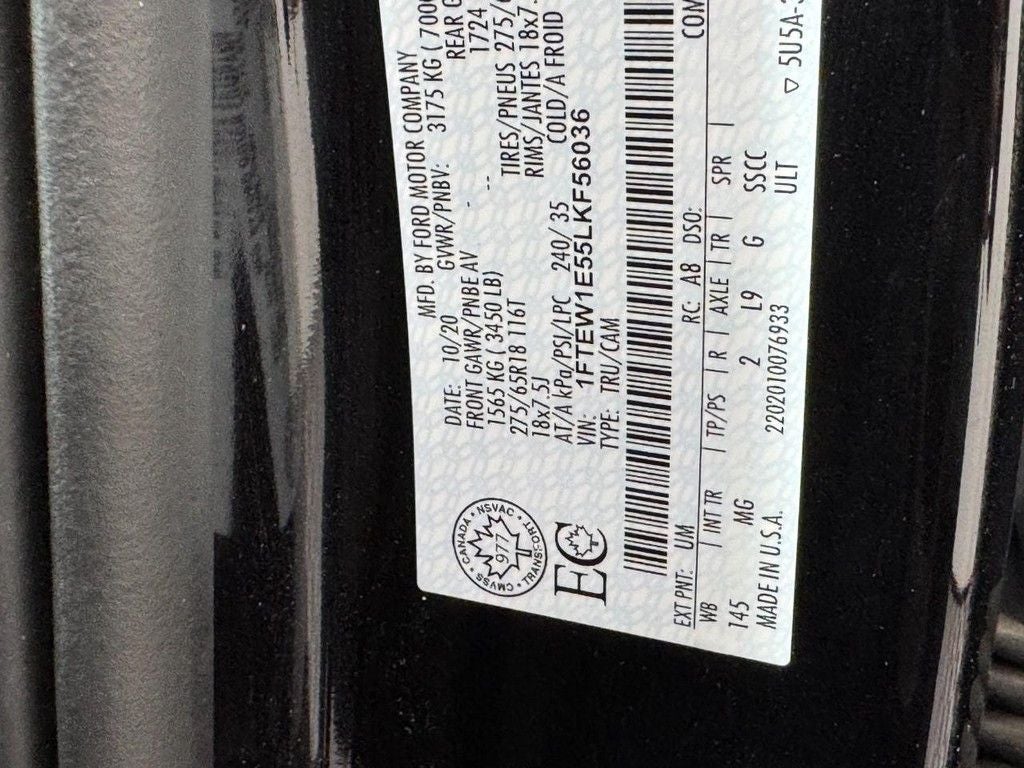 MFD. BY FORD MOTOR COMPANY
DATE: 10/20 GVWR/PNBV: 3175 KG ( 7000
FRONT GAWR/PNBE AV REAR G
1565 KG ( 3450 LB) - -- 1724
275/65R18 116T TIRES/PNEUS 275/
18x7.5J RIMS/JANTES 18x7.
AT/A kPa/PSI/LPC 240/ 35 COLD/A FROID
VIN: 1FTEW1E55LKF56036
TYPE: TRU/CAM
CANADA • NSVAC • TRANSPORT • CMVSS
977
EC
EXT PNT: UM RC: A8 DSO: COM
WB | INT TR | TP/PS | R | AXLE | TR | SPR |
145 MG 2 L9 G SSCC
MADE IN U.S.A. 2202010076933 ULT
▽ 5U5A-